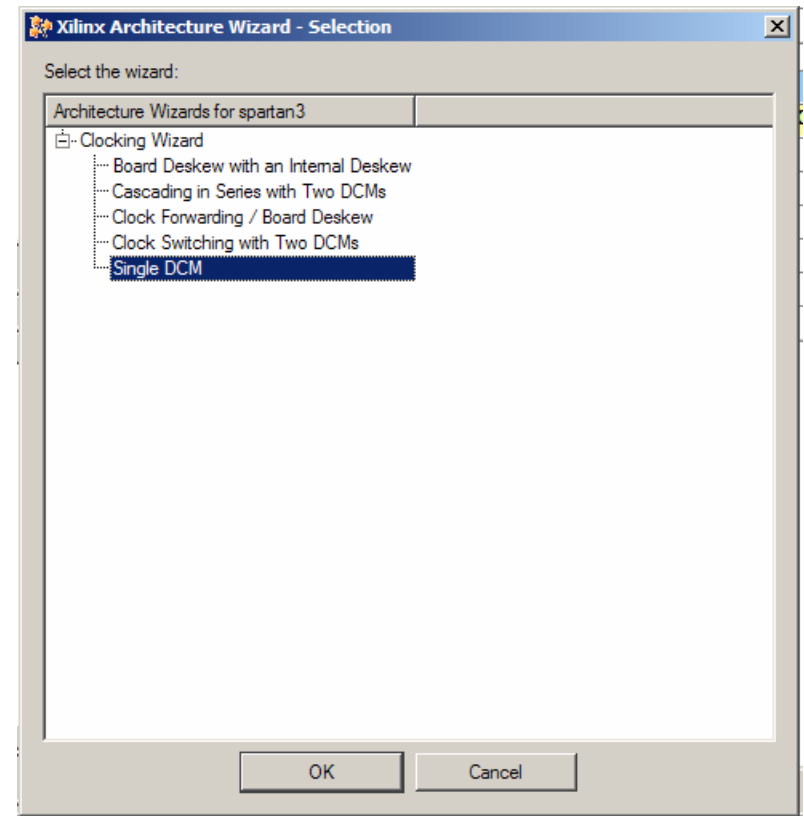 Xilinx Architecture Wizard - Selection
Select the wizard:
Architecture Wizards for spartan3
Clocking Wizard
Board Deskew with an Internal Deskew
Cascading in Series with Two DCMs
Clock Forwarding / Board Deskew
Clock Switching with Two DCMs
Single DCM
OK Cancel